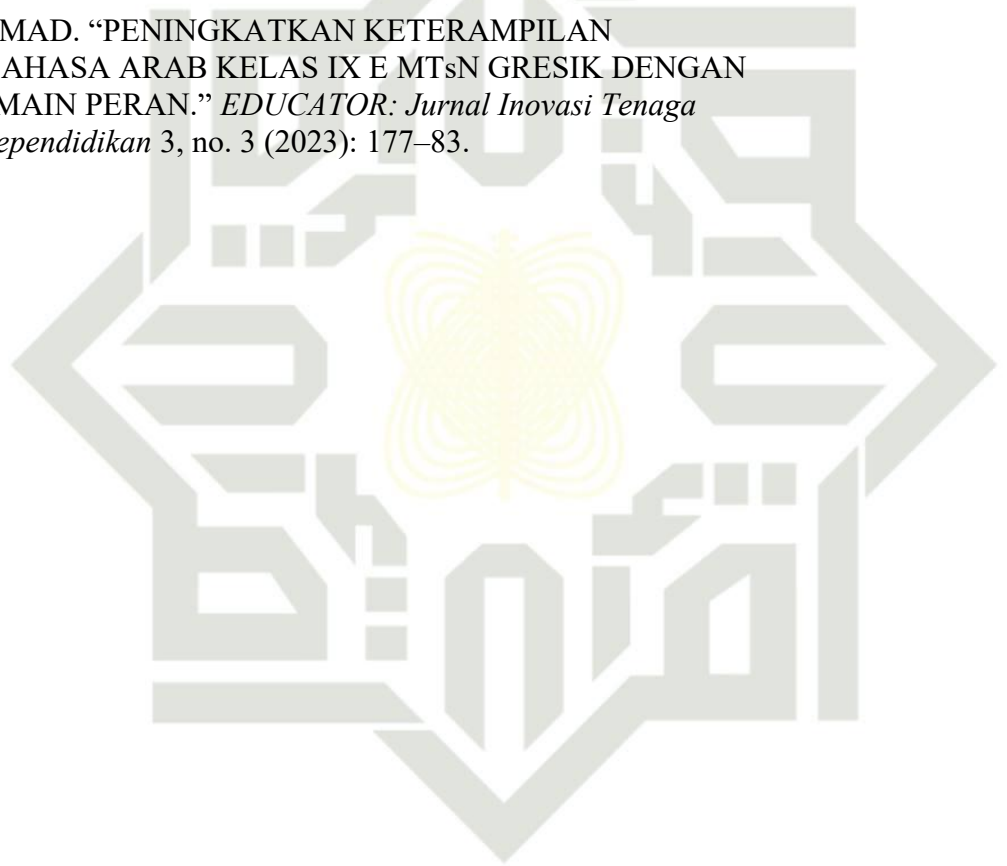 MAD. “PENINGKATKAN KETERAMPILAN
AHASA ARAB KELAS IX E MTsN GRESIK DENGAN
MAIN PERAN.” EDUCATOR: Jurnal Inovasi Tenaga
ependidikan 3, no. 3 (2023): 177–83.